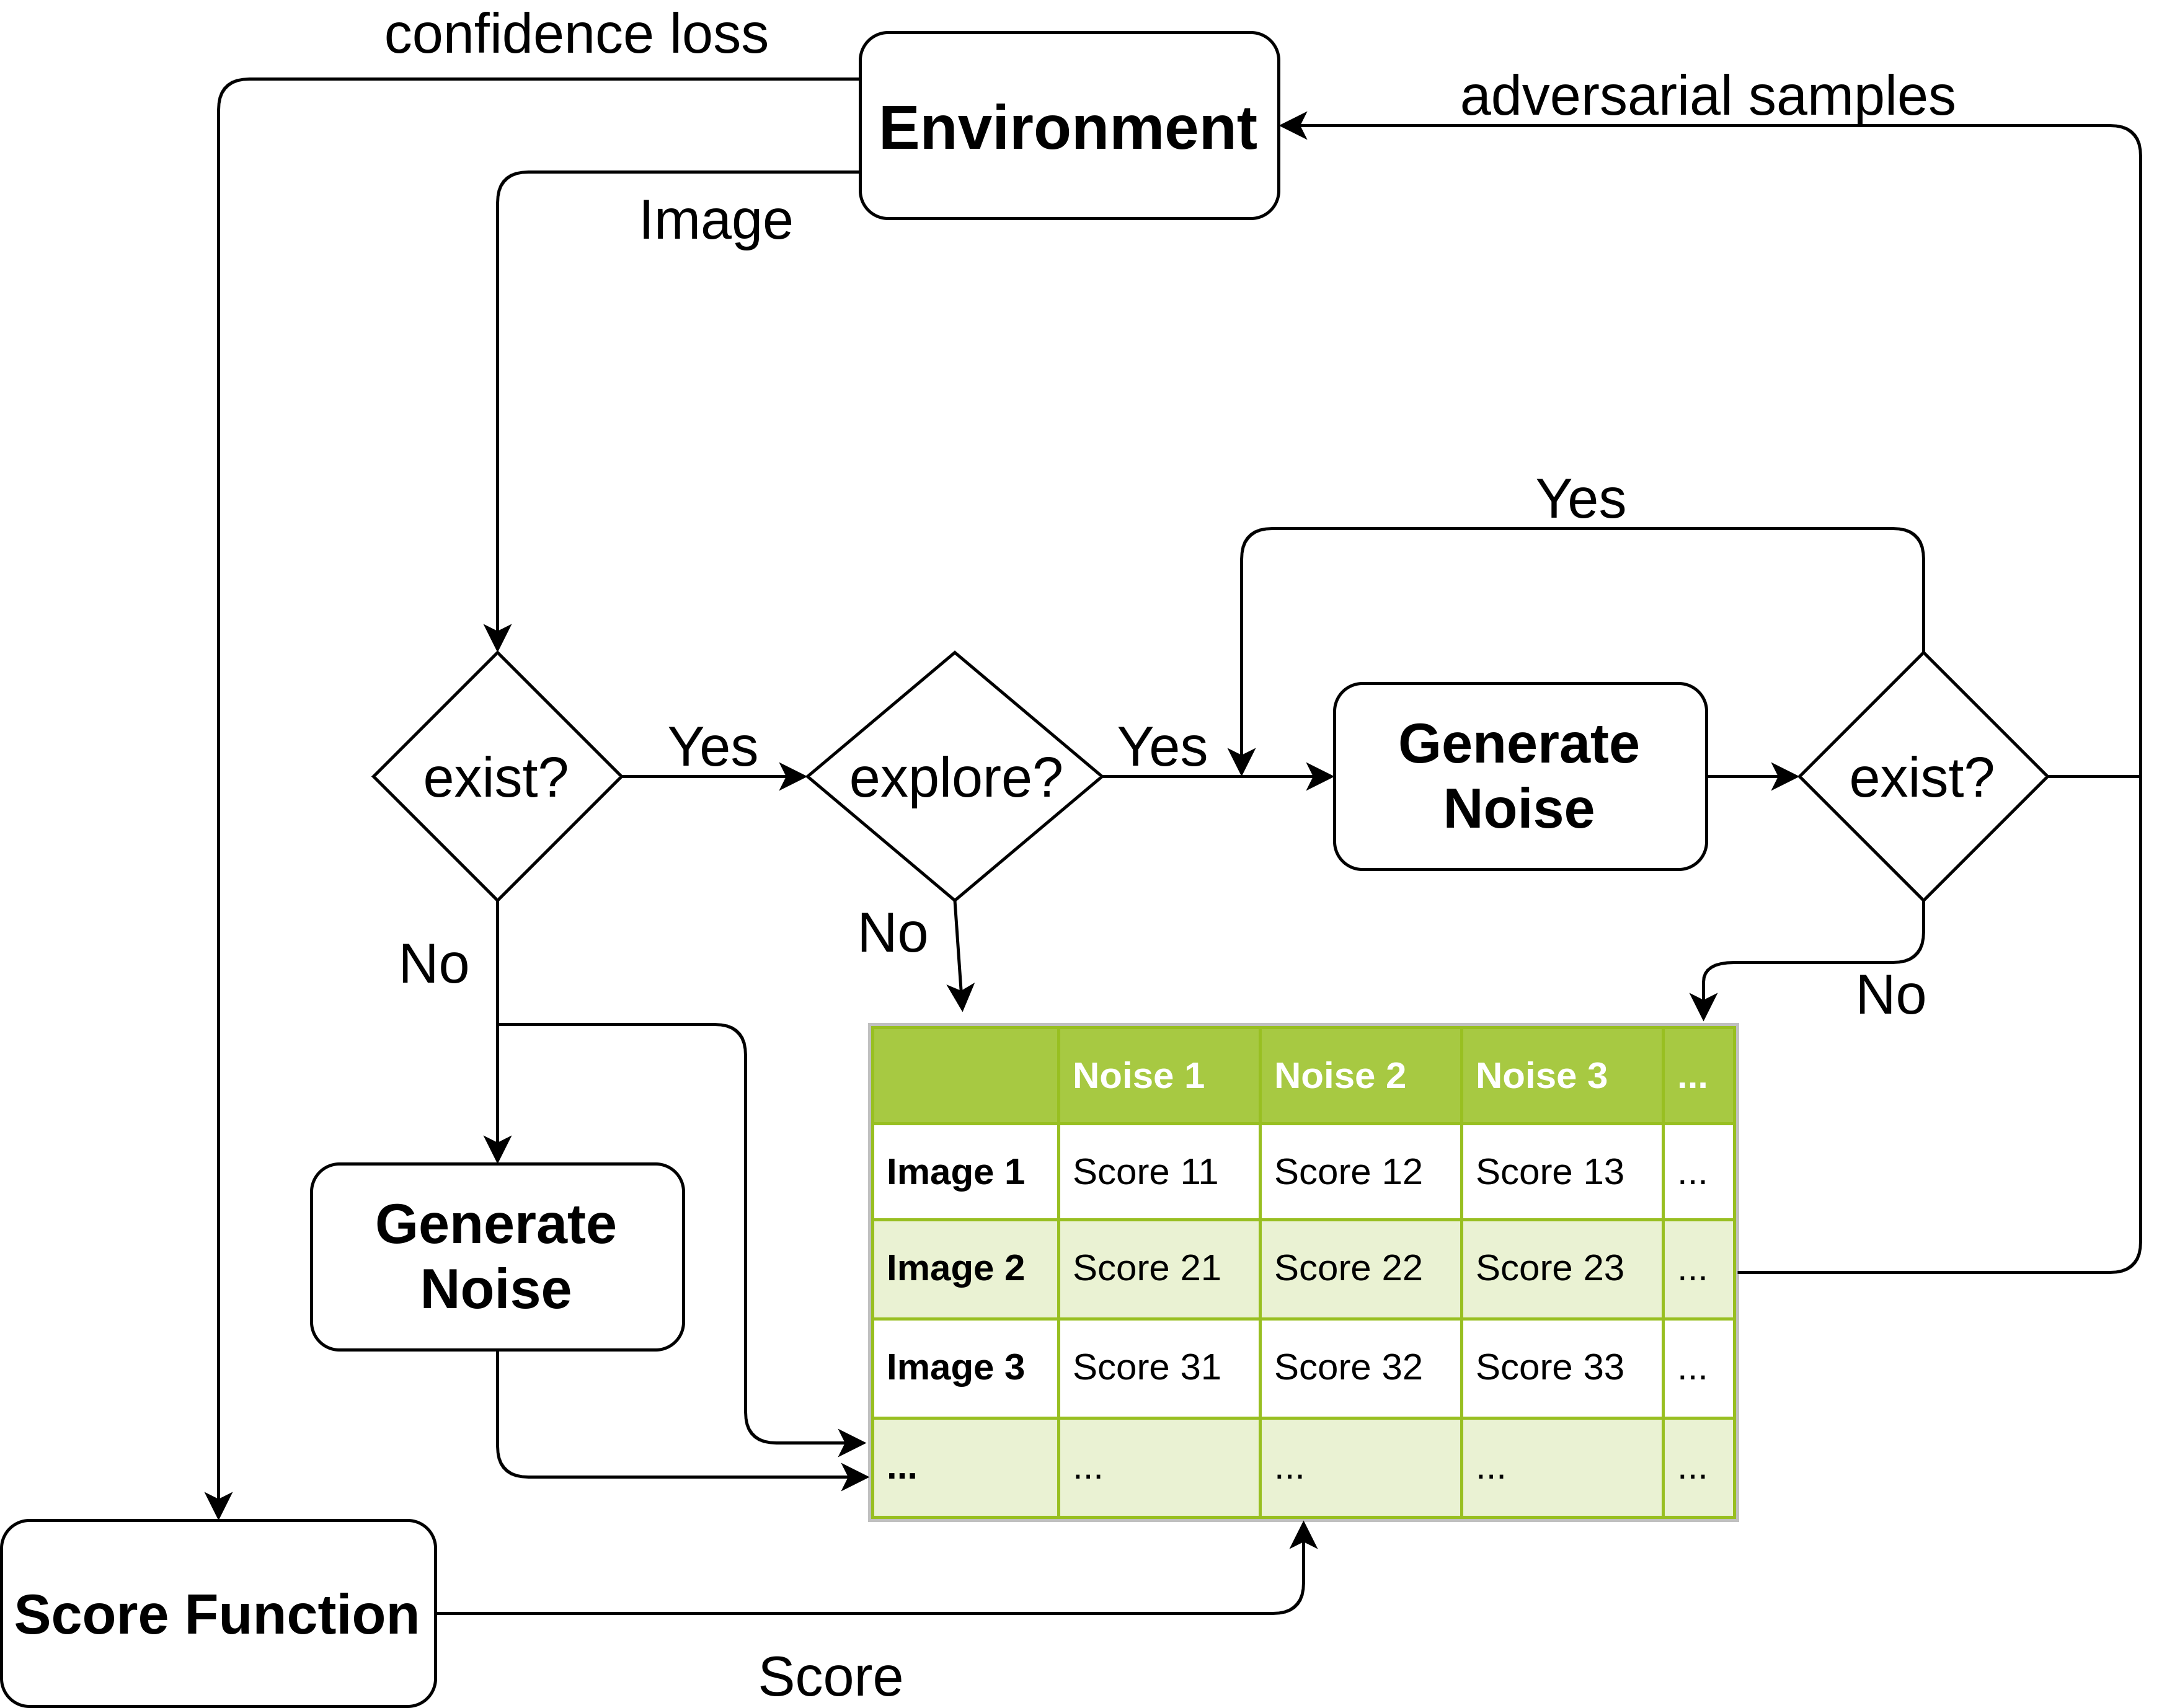 confidence loss
Environment
adversarial samples
Image
Yes
exist?
Yes
explore?
Yes
Generate
Noise
exist?
No
No
No
Noise 1 Noise 2 Noise 3 ...
Image 1 Score 11 Score 12 Score 13 ...
Image 2 Score 21 Score 22 Score 23 ...
Image 3 Score 31 Score 32 Score 33 ...
... ... ... ... ...
Generate
Noise
Score Function
Score